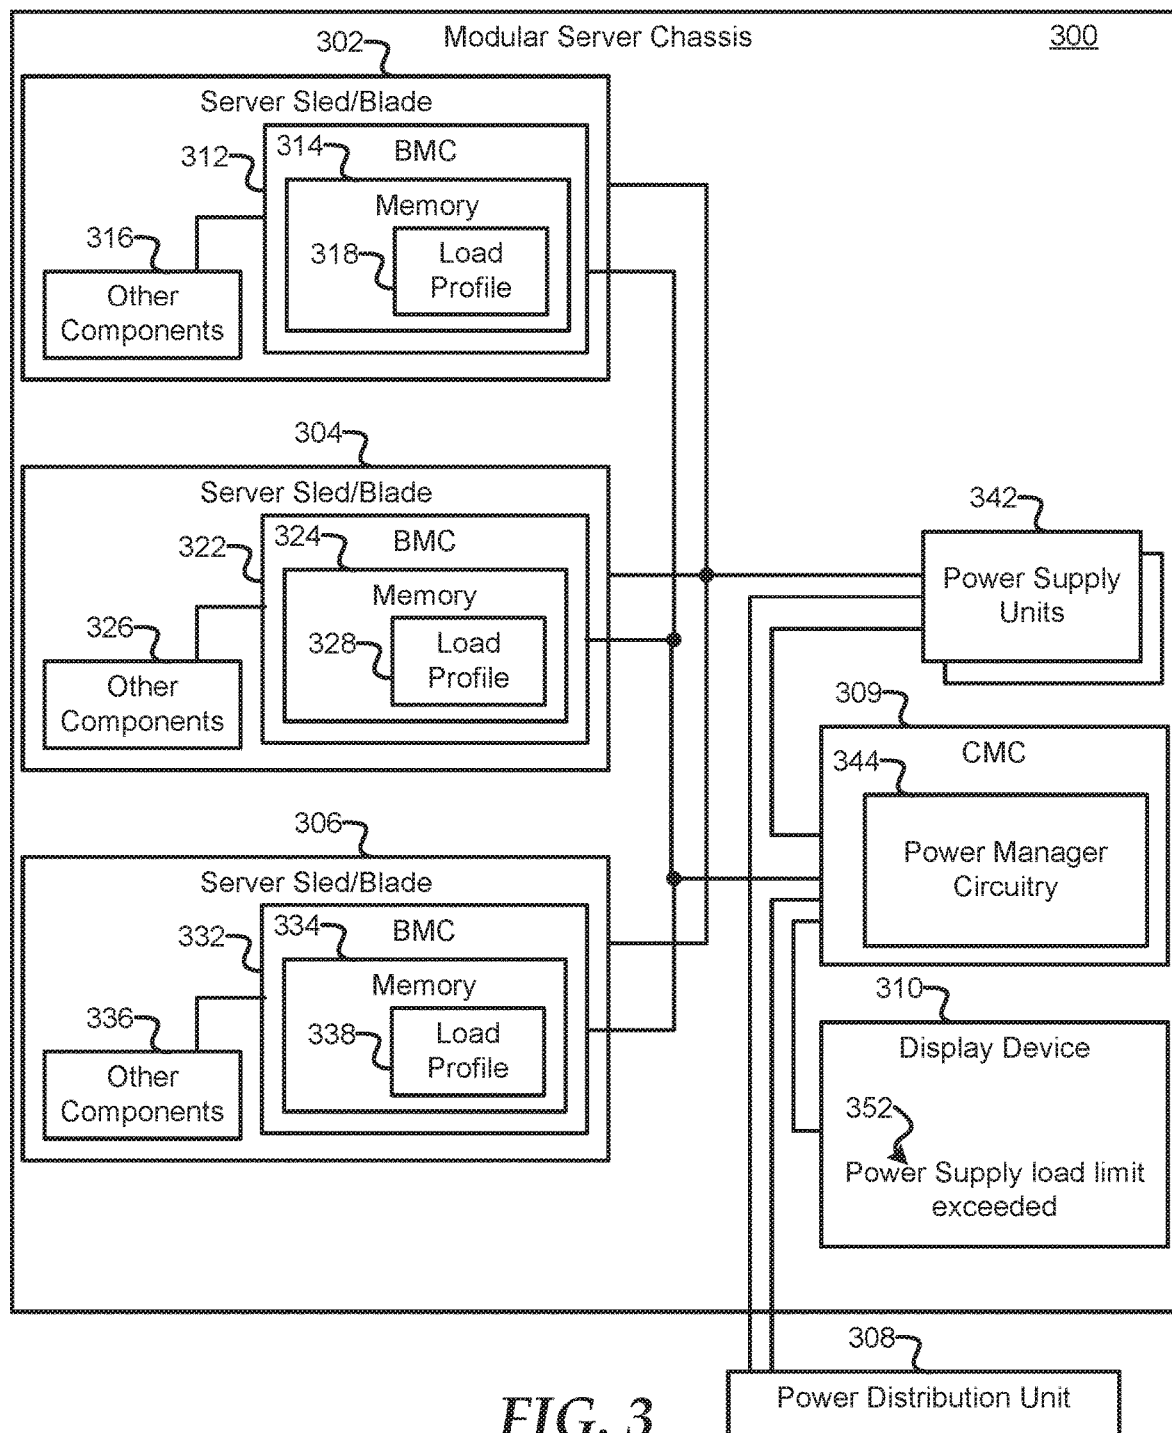 Modular Server Chassis
300
302
Server Sled/Blade
312
314
BMC
Memory
316
318
Load
Profile
Other
Components
304
Server Sled/Blade
322
324
BMC
Memory
326
328
Load
Profile
Other
Components
306
Server Sled/Blade
332
334
BMC
Memory
336
338
Load
Profile
Other
Components
342
Power Supply
Units
309
CMC
344
Power Manager
Circuitry
310
Display Device
352
Power Supply load limit
exceeded
308
Power Distribution Unit
FIG. 3